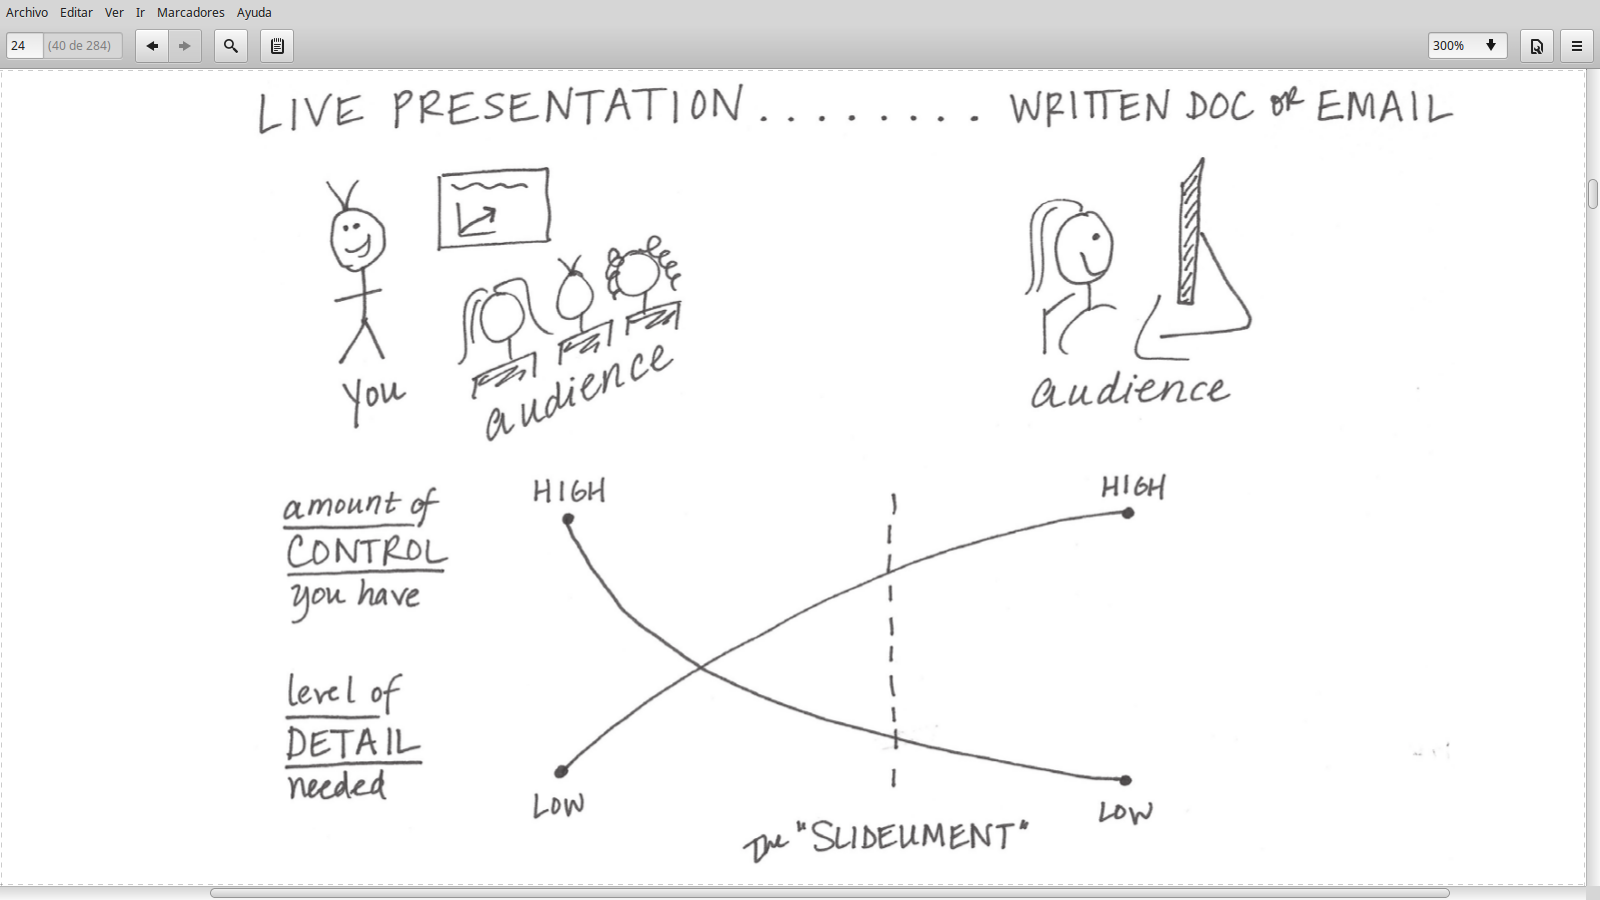 Archivo Editar Ver Ir Marcadores Ayuda
24 (40 de 284) 300%
LIVE PRESENTATION........ WRITTEN DOC OR EMAIL
You
audience
audience
amount of
CONTROL
you have
HIGH
HIGH
level of
DETAIL
needed
LOW
LOW
The "SLIDEUMENT"